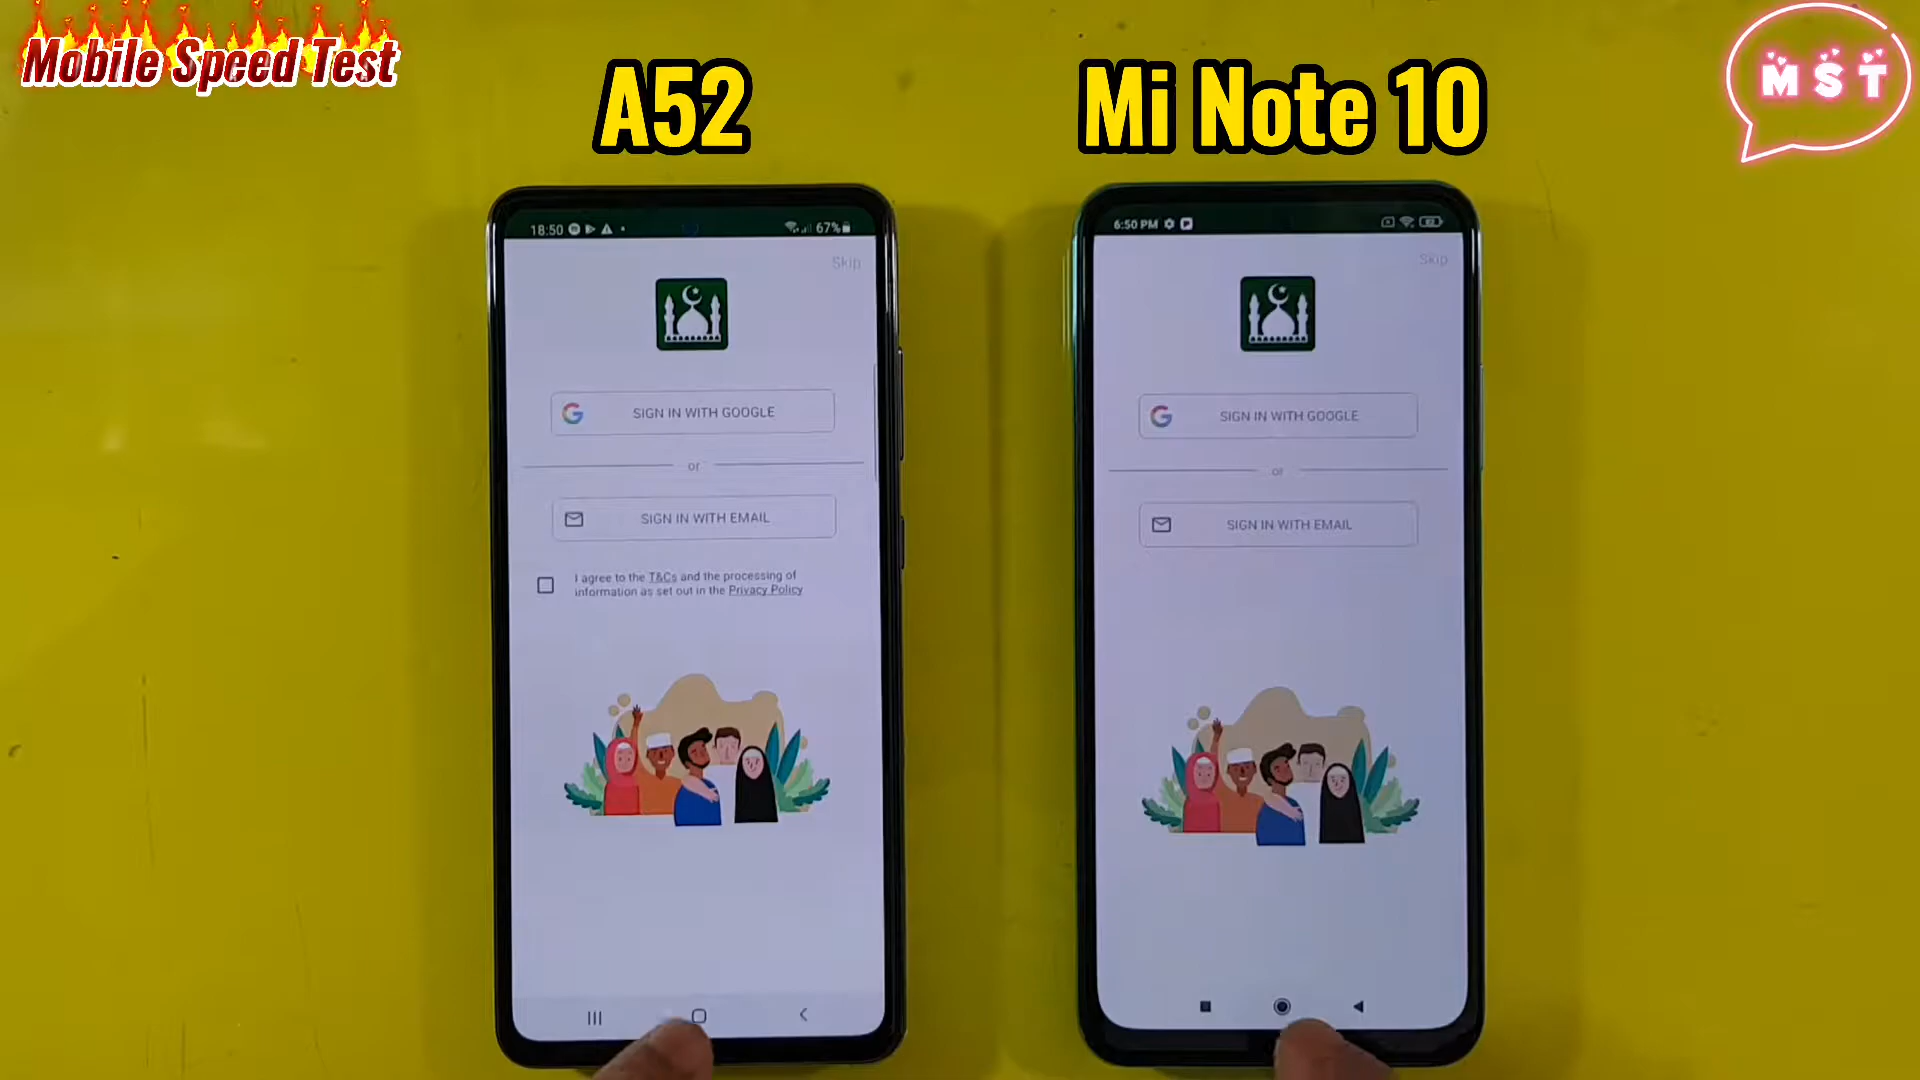 Mobile Speed Test
A52
Mi Note 10
MST
18:50
67%
6:50 PM
Skip
SIGN IN WITH GOOGLE
or
SIGN IN WITH EMAIL
I agree to the T&Cs and the processing of
information as set out in the Privacy Policy
Skip
SIGN IN WITH GOOGLE
or
SIGN IN WITH EMAIL